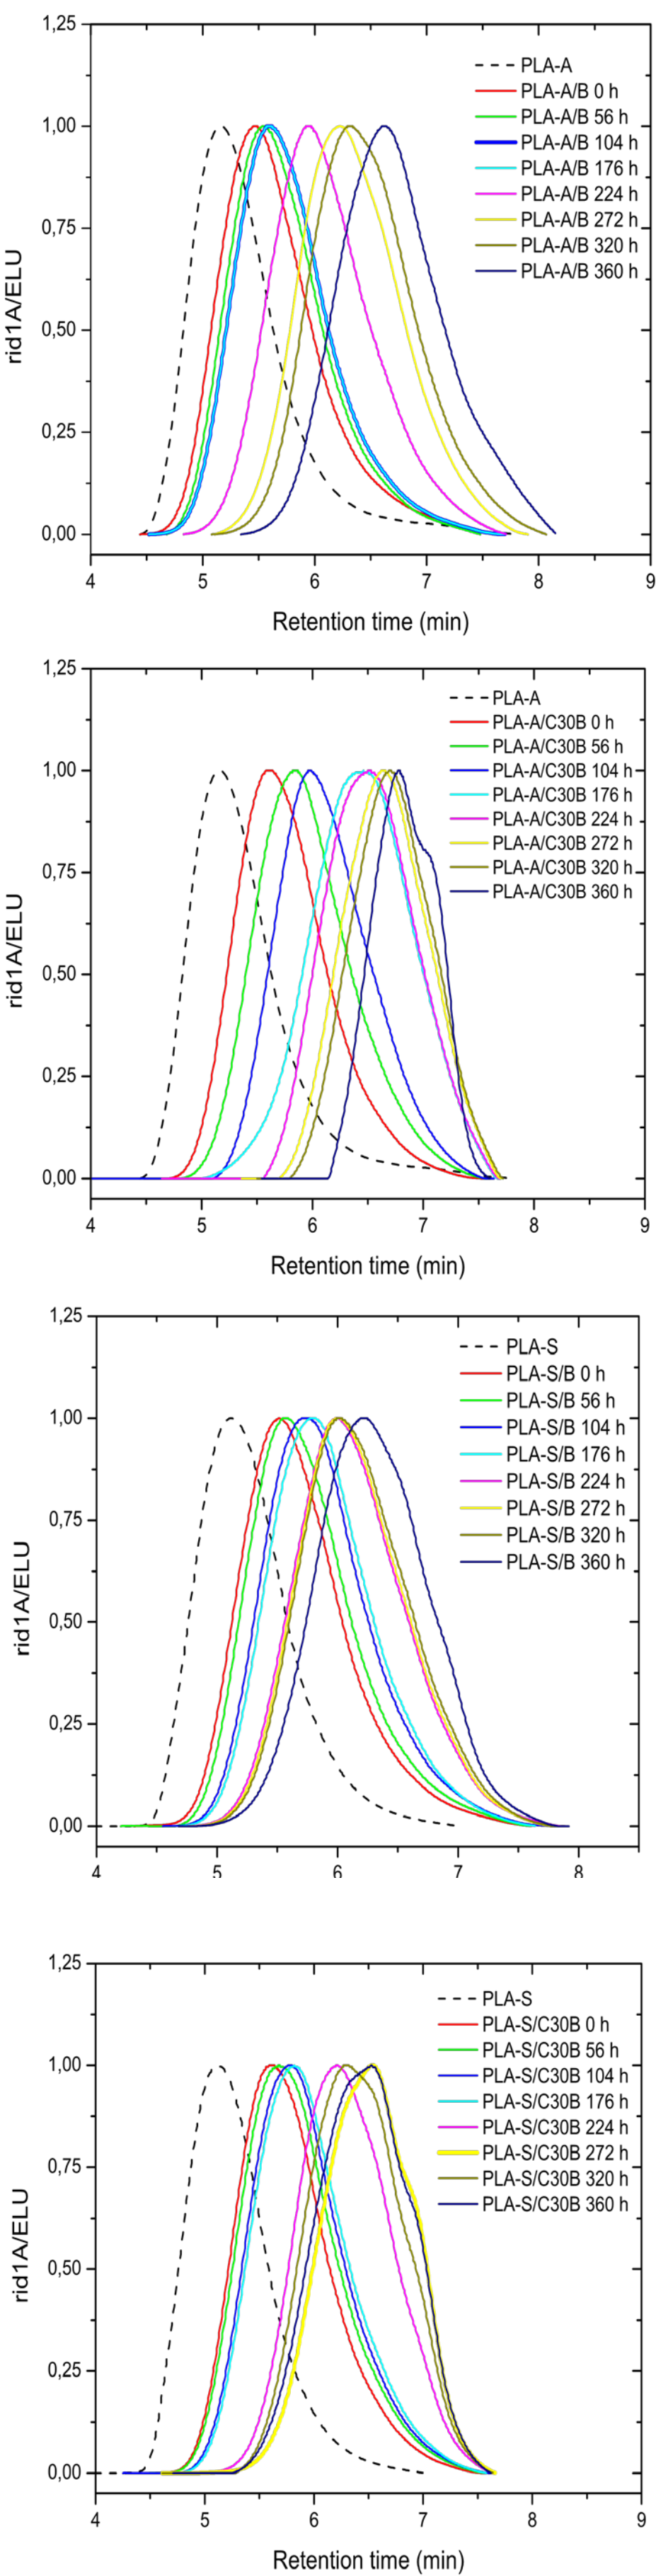 1,25
1,00
0,75
0,50
0,25
0,00
rid1A/ELU
PLA-A
PLA-A/B 0 h
PLA-A/B 56 h
PLA-A/B 104 h
PLA-A/B 176 h
PLA-A/B 224 h
PLA-A/B 272 h
PLA-A/B 320 h
PLA-A/B 360 h
4 5 6 7 8 9
Retention time (min)
1,25
1,00
0,75
0,50
0,25
0,00
rid1A/ELU
PLA-A
PLA-A/C30B 0 h
PLA-A/C30B 56 h
PLA-A/C30B 104 h
PLA-A/C30B 176 h
PLA-A/C30B 224 h
PLA-A/C30B 272 h
PLA-A/C30B 320 h
PLA-A/C30B 360 h
4 5 6 7 8 9
Retention time (min)
1,25
1,00
0,75
0,50
0,25
0,00
rid1A/ELU
PLA-S
PLA-S/B 0 h
PLA-S/B 56 h
PLA-S/B 104 h
PLA-S/B 176 h
PLA-S/B 224 h
PLA-S/B 272 h
PLA-S/B 320 h
PLA-S/B 360 h
4 5 6 7 8
1,25
1,00
0,75
0,50
0,25
0,00
rid1A/ELU
PLA-S
PLA-S/C30B 0 h
PLA-S/C30B 56 h
PLA-S/C30B 104 h
PLA-S/C30B 176 h
PLA-S/C30B 224 h
PLA-S/C30B 272 h
PLA-S/C30B 320 h
PLA-S/C30B 360 h
4 5 6 7 8 9
Retention time (min)